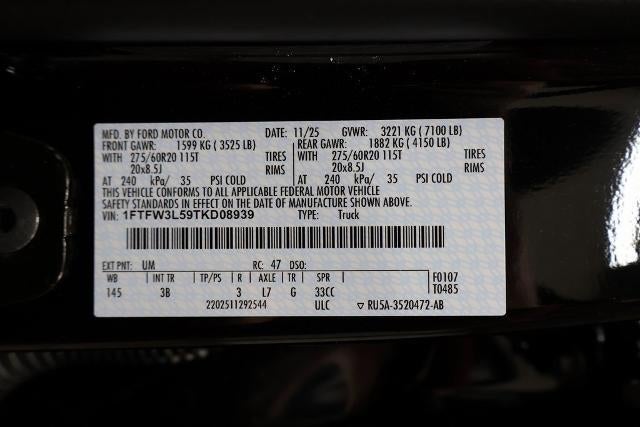 MFD. BY FORD MOTOR CO. DATE: 11/25 GVWR: 3221 KG ( 7100 LB)
FRONT GAWR: 1599 KG ( 3525 LB) REAR GAWR: 1882 KG ( 4150 LB)
WITH 275/60R20 115T TIRES WITH 275/60R20 115T TIRES
20x8.5J RIMS 20x8.5J RIMS
AT 240 kPa/ 35 PSI COLD AT 240 kPa/ 35 PSI COLD
THIS VEHICLE CONFORMS TO ALL APPLICABLE FEDERAL MOTOR VEHICLE
SAFETY STANDARDS IN EFFECT ON THE DATE OF MANUFACTURE SHOWN ABOVE.
VIN: 1FTFW3L59TKD08939 TYPE: Truck
EXT PNT: UM RC: 47 DSO:
WB INT TR TP/PS R AXLE TR SPR F0107
145 3B 3 L7 G 33CC T0485
2202511292544 ULC ▽ RU5A-3520472-AB